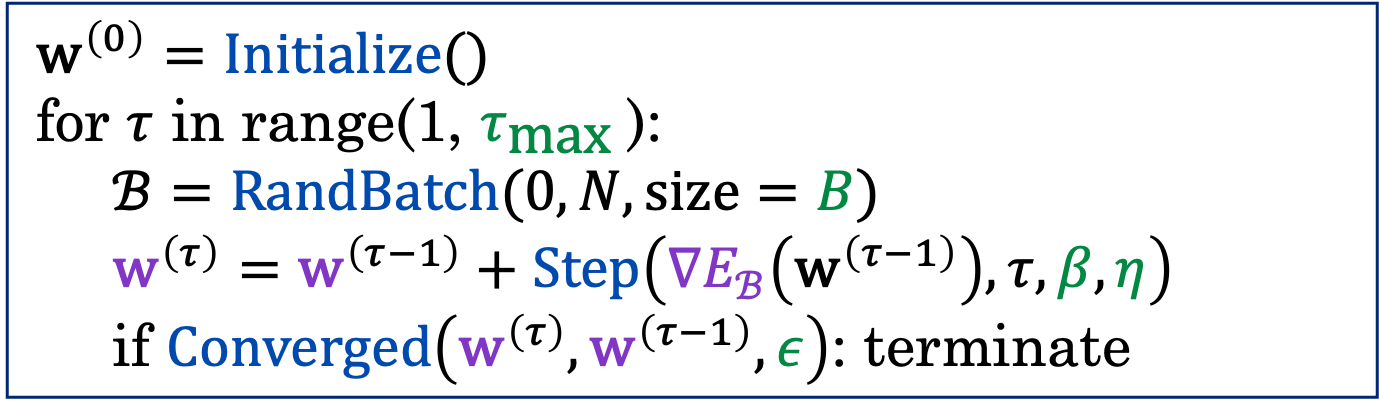 𝐰⁽⁰⁾ = Initialize()
for τ in range(1, τ_max ):
ℬ = RandBatch(0, N, size = B)
𝐰^(τ) = 𝐰^(τ−1) + Step(∇E_ℬ(𝐰^(τ−1)), τ, β, η)
if Converged(𝐰^(τ), 𝐰^(τ−1), ϵ): terminate